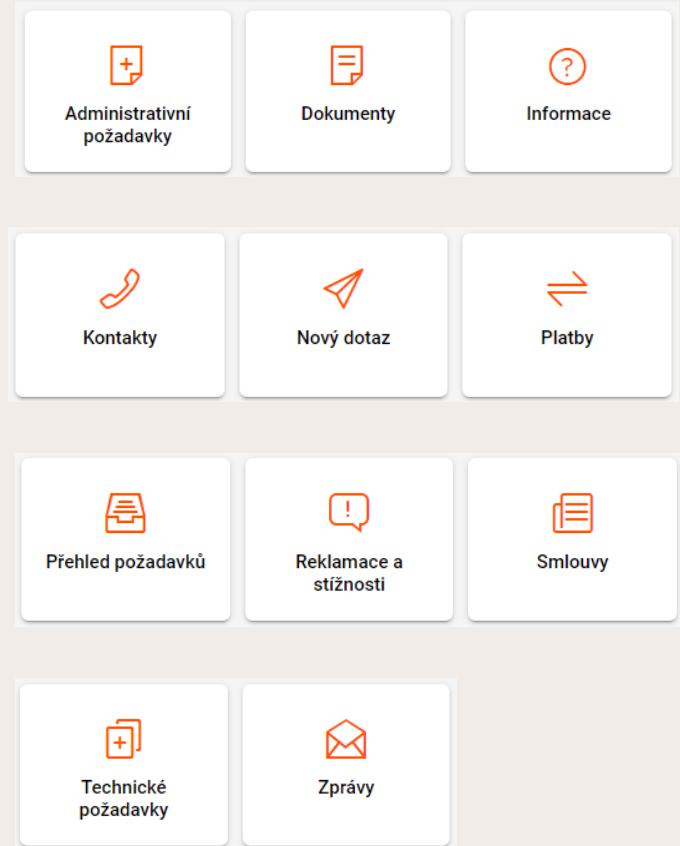 Administrativní
požadavky
Dokumenty
Informace
Kontakty
Nový dotaz
Platby
Přehled požadavků
Reklamace a
stížnosti
Smlouvy
Technické
požadavky
Zprávy